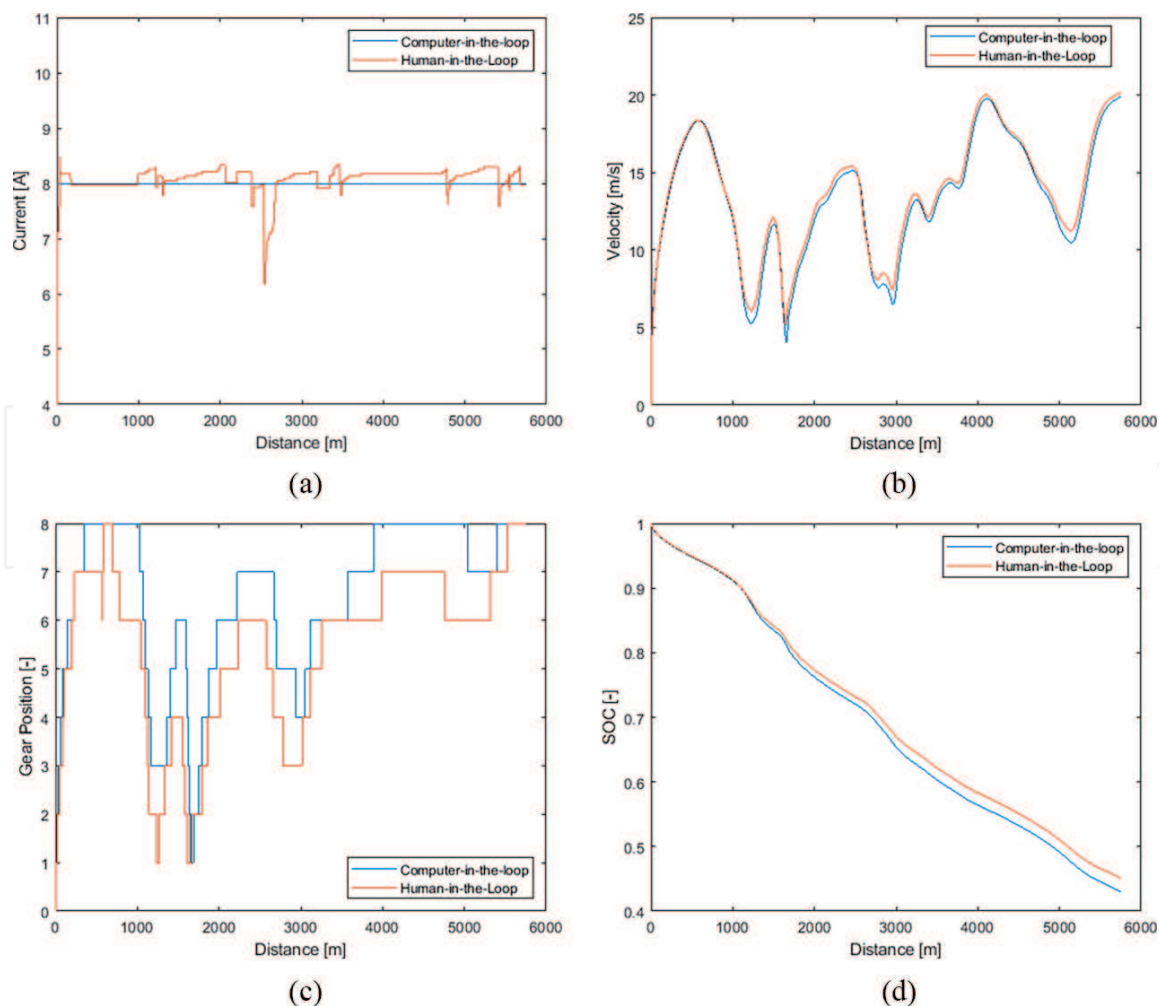 11
10
9
8
7
6
5
4
Current [A]
Computer-in-the-loop
Human-in-the-Loop
0 1000 2000 3000 4000 5000 6000
Distance [m]
(a)
25
20
15
10
5
0
Velocity [m/s]
Computer-in-the-loop
Human-in-the-Loop
0 1000 2000 3000 4000 5000 6000
Distance [m]
(b)
8
7
6
5
4
3
2
1
0
Gear Position [-]
Computer-in-the-loop
Human-in-the-Loop
0 1000 2000 3000 4000 5000 6000
Distance [m]
(c)
1
0.9
0.8
0.7
0.6
0.5
0.4
SOC [-]
Computer-in-the-loop
Human-in-the-Loop
0 1000 2000 3000 4000 5000 6000
Distance [m]
(d)